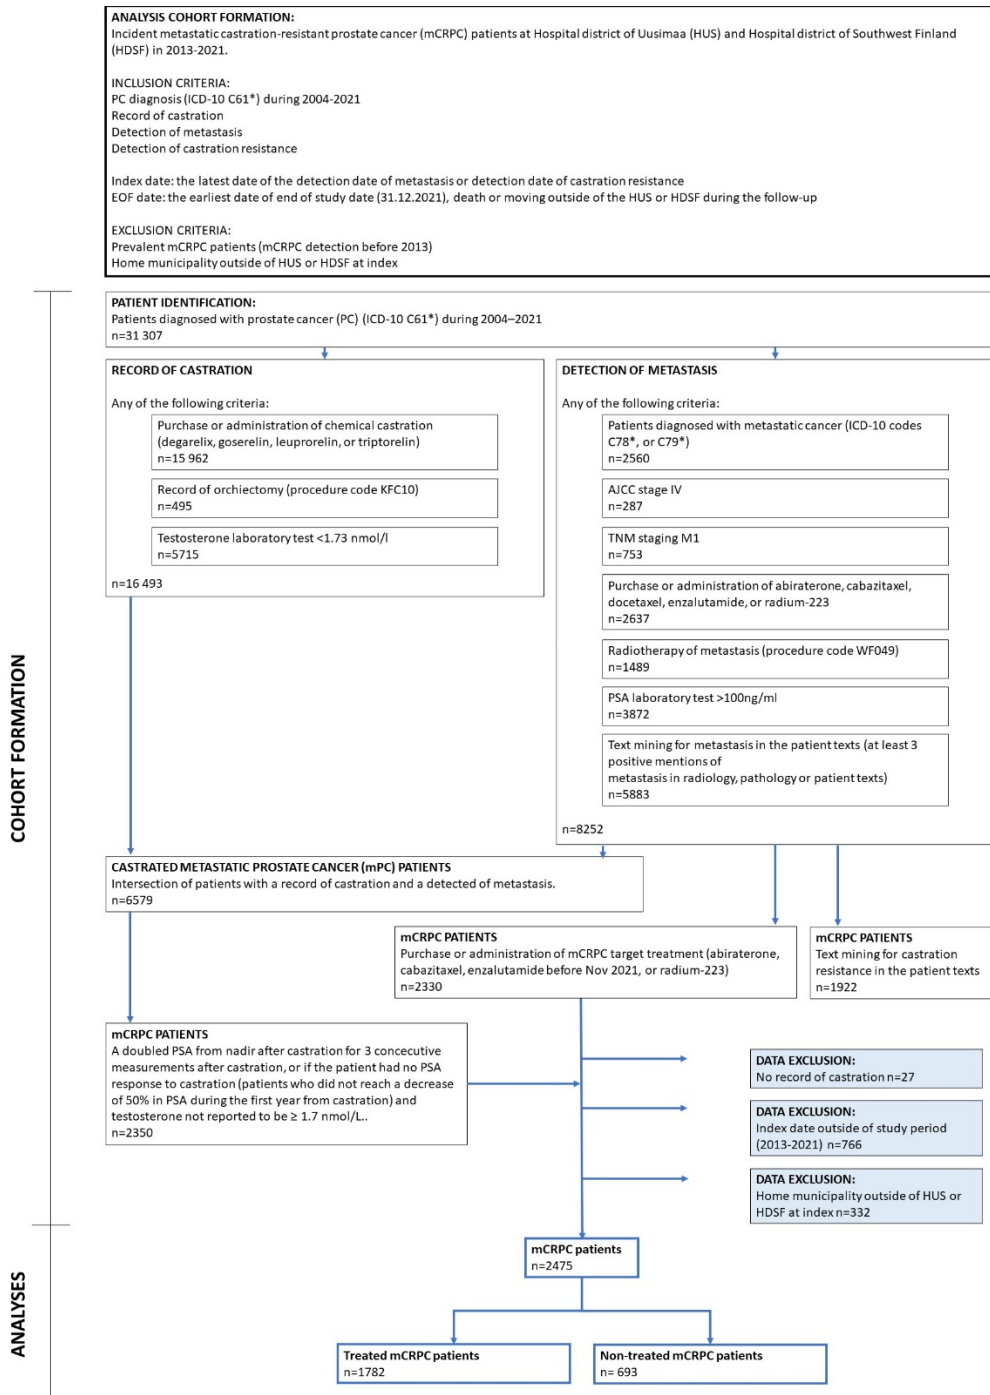 ANALYSIS COHORT FORMATION:
Incident metastatic castration-resistant prostate cancer (mCRPC) patients at Hospital district of Uusimaa (HUS) and Hospital district of Southwest Finland
(HDSF) in 2013-2021.
INCLUSION CRITERIA:
PC diagnosis (ICD-10 C61*) during 2004-2021
Record of castration
Detection of metastasis
Detection of castration resistance
Index date: the latest date of the detection date of metastasis or detection date of castration resistance
EOF date: the earliest date of end of study date (31.12.2021), death or moving outside of the HUS or HDSF during the follow-up
EXCLUSION CRITERIA:
Prevalent mCRPC patients (mCRPC detection before 2013)
Home municipality outside of HUS or HDSF at index
COHORT FORMATION
PATIENT IDENTIFICATION:
Patients diagnosed with prostate cancer (PC) (ICD-10 C61*) during 2004–2021
n=31 307
RECORD OF CASTRATION
Any of the following criteria:
Purchase or administration of chemical castration
(degarelix, goserelin, leuprorelin, or triptorelin)
n=15 962
Record of orchiectomy (procedure code KFC10)
n=495
Testosterone laboratory test <1.73 nmol/l
n=5715
n=16 493
DETECTION OF METASTASIS
Any of the following criteria:
Patients diagnosed with metastatic cancer (ICD-10 codes
C78*, or C79*)
n=2560
AJCC stage IV
n=287
TNM staging M1
n=753
Purchase or administration of abiraterone, cabazitaxel,
docetaxel, enzalutamide, or radium-223
n=2637
Radiotherapy of metastasis (procedure code WF049)
n=1489
PSA laboratory test >100ng/ml
n=3872
Text mining for metastasis in the patient texts (at least 3
positive mentions of
metastasis in radiology, pathology or patient texts)
n=5883
n=8252
CASTRATED METASTATIC PROSTATE CANCER (mPC) PATIENTS
Intersection of patients with a record of castration and a detected of metastasis.
n=6579
mCRPC PATIENTS
Purchase or administration of mCRPC target treatment (abiraterone,
cabazitaxel, enzalutamide before Nov 2021, or radium-223)
n=2330
mCRPC PATIENTS
Text mining for castration
resistance in the patient texts
n=1922
mCRPC PATIENTS
A doubled PSA from nadir after castration for 3 concecutive
measurements after castration, or if the patient had no PSA
response to castration (patients who did not reach a decrease
of 50% in PSA during the first year from castration) and
testosterone not reported to be ≥ 1.7 nmol/L..
n=2350
DATA EXCLUSION:
No record of castration n=27
DATA EXCLUSION:
Index date outside of study period
(2013-2021) n=766
DATA EXCLUSION:
Home municipality outside of HUS or
HDSF at index n=332
ANALYSES
mCRPC patients
n=2475
Treated mCRPC patients
n=1782
Non-treated mCRPC patients
n= 693